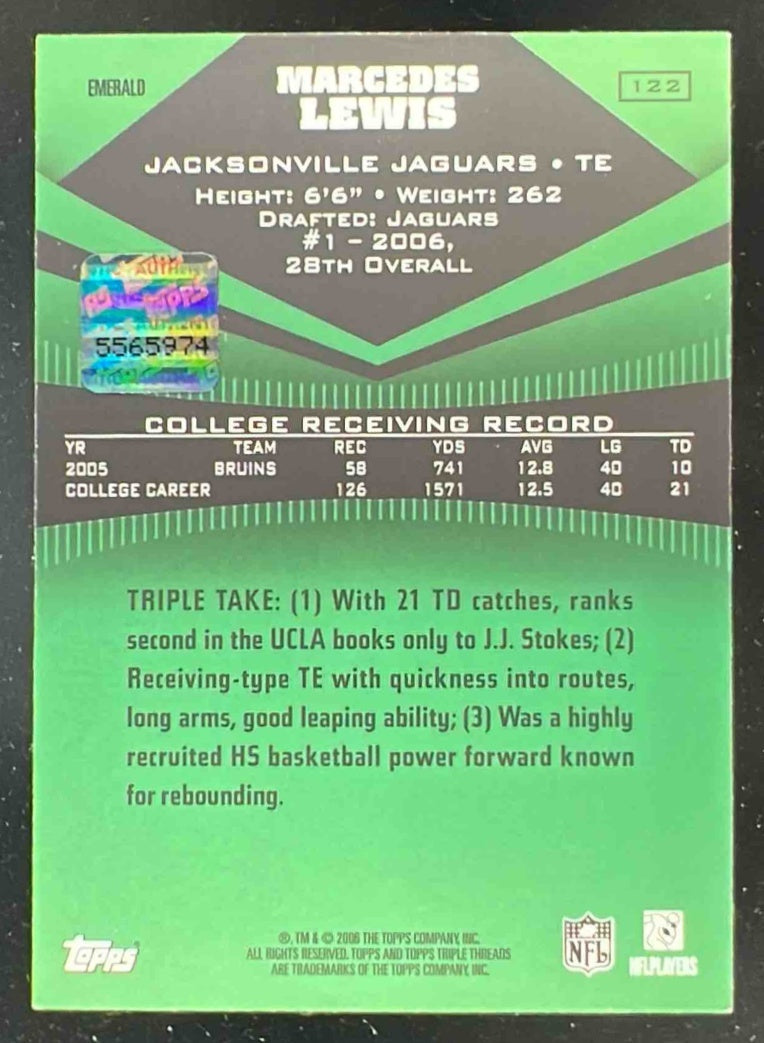 EMERALD
MARCEDES
LEWIS
122
JACKSONVILLE JAGUARS • TE
HEIGHT: 6'6" • WEIGHT: 262
DRAFTED: JAGUARS
#1 – 2006,
28TH OVERALL
TOPPS
5565974
COLLEGE RECEIVING RECORD
YR TEAM REC YDS AVG LG TD
2005 BRUINS 58 741 12.8 40 10
COLLEGE CAREER 126 1571 12.5 40 21
TRIPLE TAKE: (1) With 21 TD catches, ranks
second in the UCLA books only to J.J. Stokes; (2)
Receiving-type TE with quickness into routes,
long arms, good leaping ability; (3) Was a highly
recruited HS basketball power forward known
for rebounding.
topps
®, TM & © 2006 THE TOPPS COMPANY, INC.
ALL RIGHTS RESERVED. TOPPS AND TOPPS TRIPLE THREADS
ARE TRADEMARKS OF THE TOPPS COMPANY, INC.
NFL
NFLPLAYERS